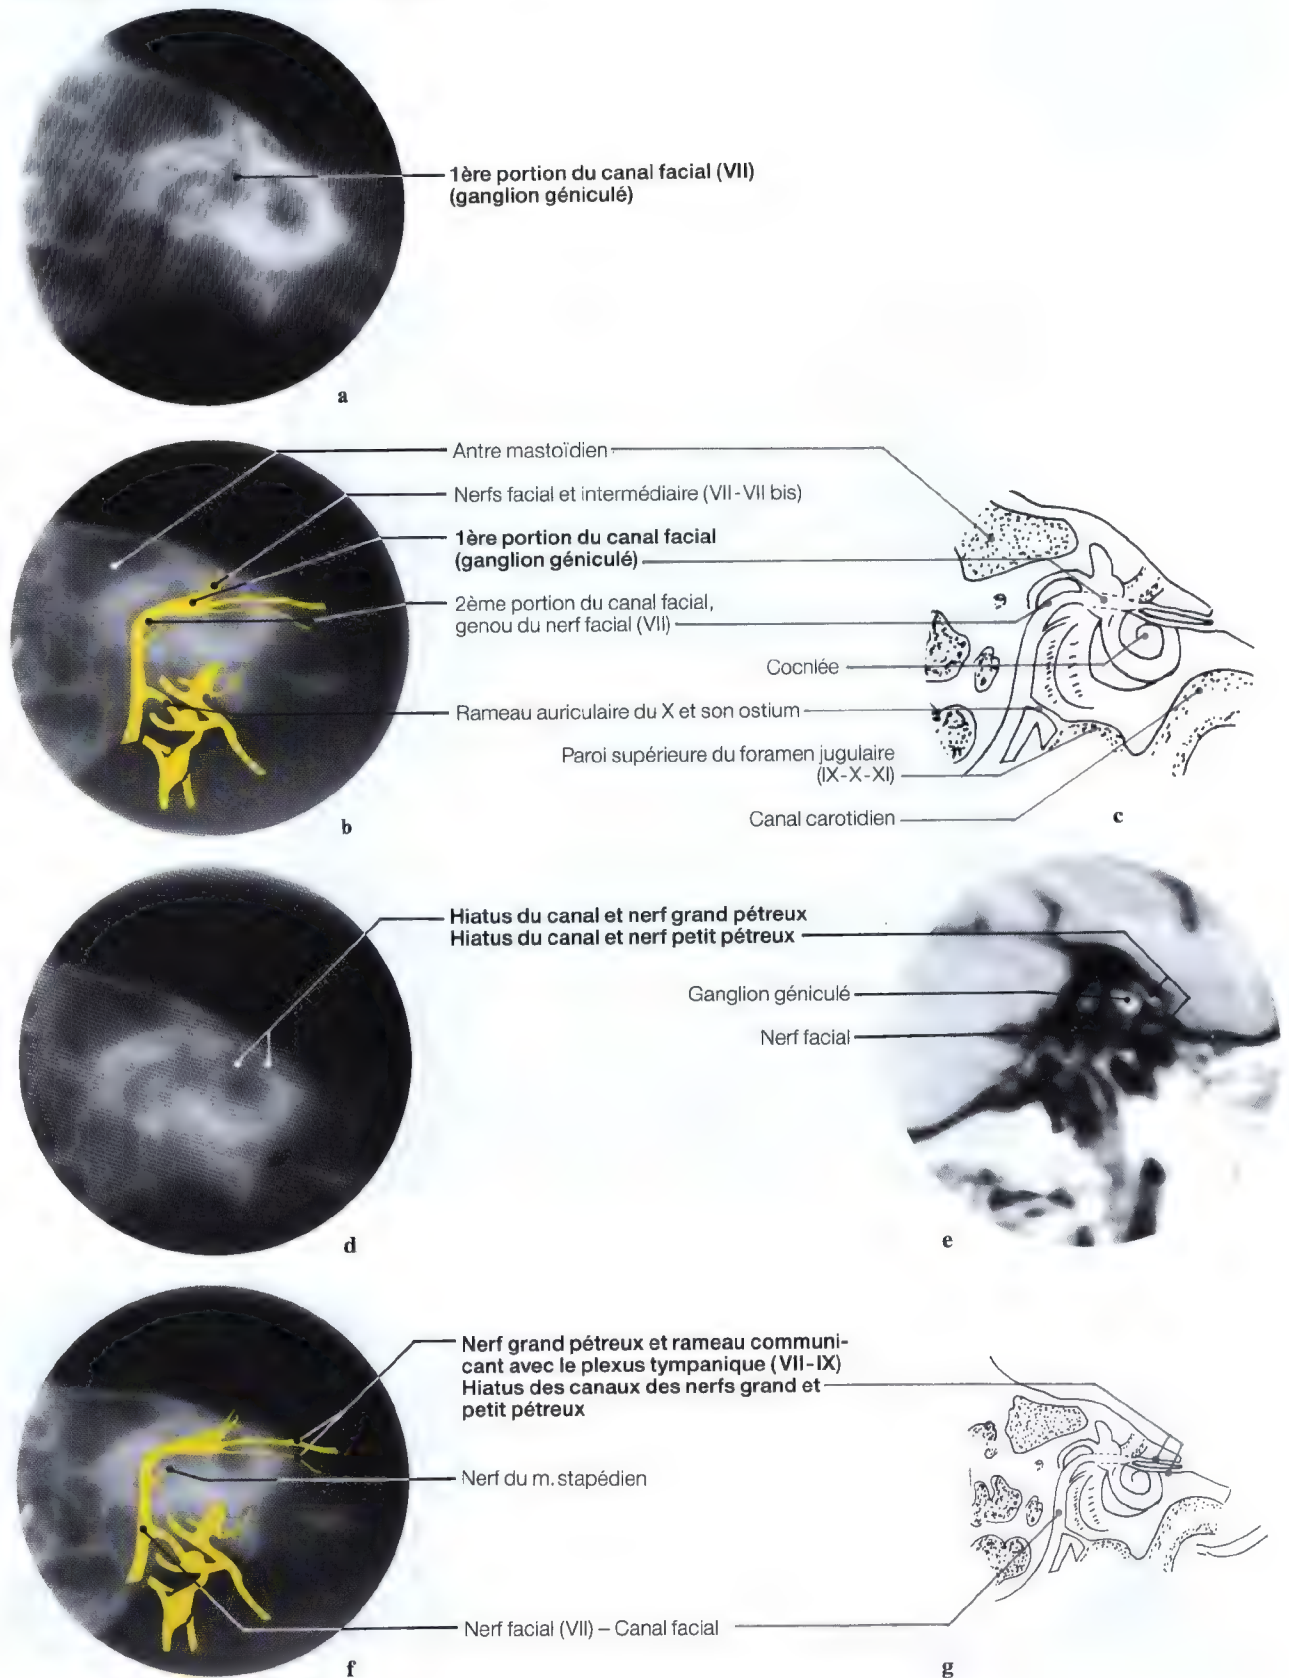 1ère portion du canal facial (VII)
(ganglion géniculé)
a
Antre mastoïdien
Nerfs facial et intermédiaire (VII-VII bis)
1ère portion du canal facial
(ganglion géniculé)
2ème portion du canal facial,
genou du nerf facial (VII)
Cocnlée
Rameau auriculaire du X et son ostium
Paroi supérieure du foramen jugulaire
(IX-X-XI)
Canal carotidien
b
c
Hiatus du canal et nerf grand pétreux
Hiatus du canal et nerf petit pétreux
Ganglion géniculé
Nerf facial
d
e
Nerf grand pétreux et rameau communi-
cant avec le plexus tympanique (VII-IX)
Hiatus des canaux des nerfs grand et
petit pétreux
Nerf du m. stapédien
Nerf facial (VII) – Canal facial
f
g